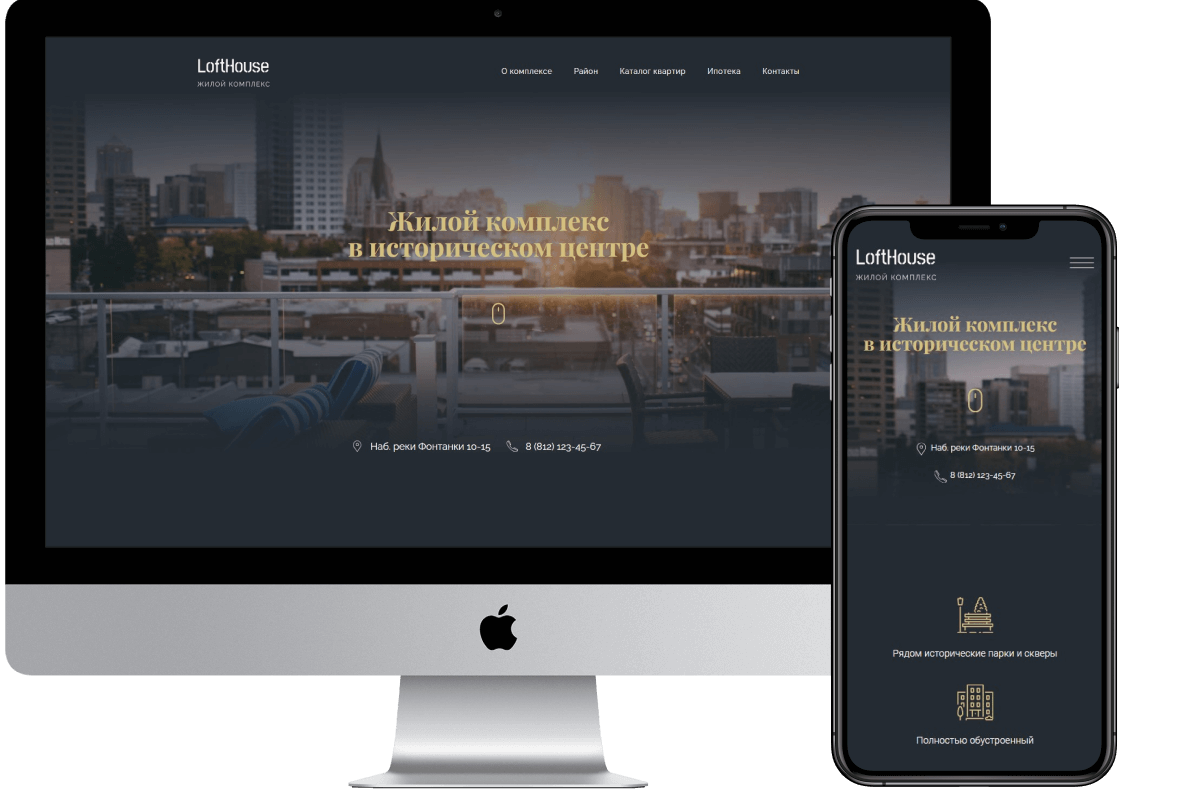 LoftHouse
ЖИЛОЙ КОМПЛЕКС
О комплексе Район Каталог квартир Ипотека Контакты
Жилой комплекс
в историческом центре
Наб. реки Фонтанки 10-15 8 (812) 123-45-67
LoftHouse
ЖИЛОЙ КОМПЛЕКС
Жилой комплекс
в историческом центре
Наб. реки Фонтанки 10-15
8 (812) 123-45-67
Рядом исторические парки и скверы
Полностью обустроенный